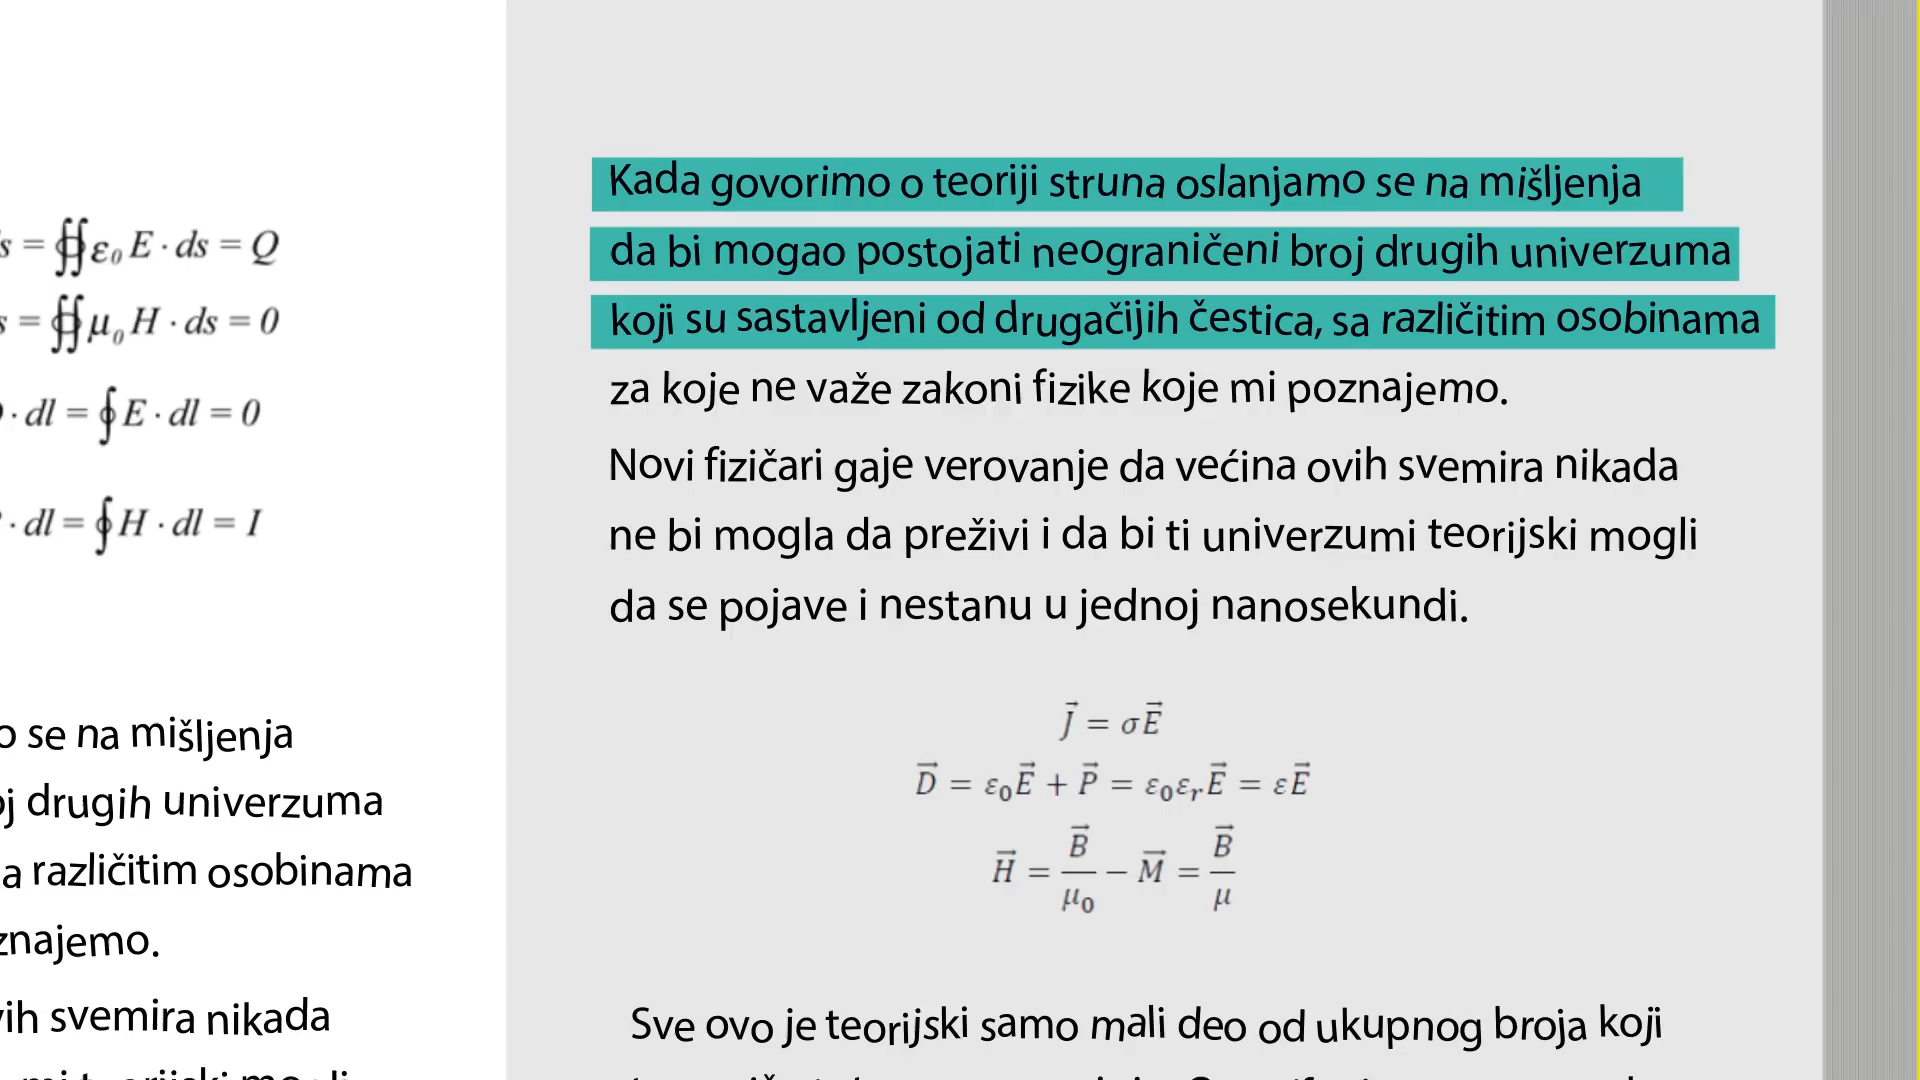 s = ∯ε₀ E · ds = Q
s = ∯μ₀ H · ds = 0
· dl = ∮E · dl = 0
· dl = ∮H · dl = I
se na mišljenja
drugih univerzuma
različitim osobinama
svemira nikada
Kada govorimo o teoriji struna oslanjamo se na mišljenja
da bi mogao postojati neograničeni broj drugih univerzuma
koji su sastavljeni od drugačijih čestica, sa različitim osobinama
za koje ne važe zakoni fizike koje mi poznajemo.
Novi fizičari gaje verovanje da većina ovih svemira nikada
ne bi mogla da preživi i da bi ti univerzumi teorijski mogli
da se pojave i nestanu u jednoj nanosekundi.
J⃗ = σE⃗
D⃗ = ε₀E⃗ + P⃗ = ε₀εᵣE⃗ = εE⃗
H⃗ = B⃗/μ₀ − M⃗ = B⃗/μ
Sve ovo je teorijski samo mali deo od ukupnog broja koji